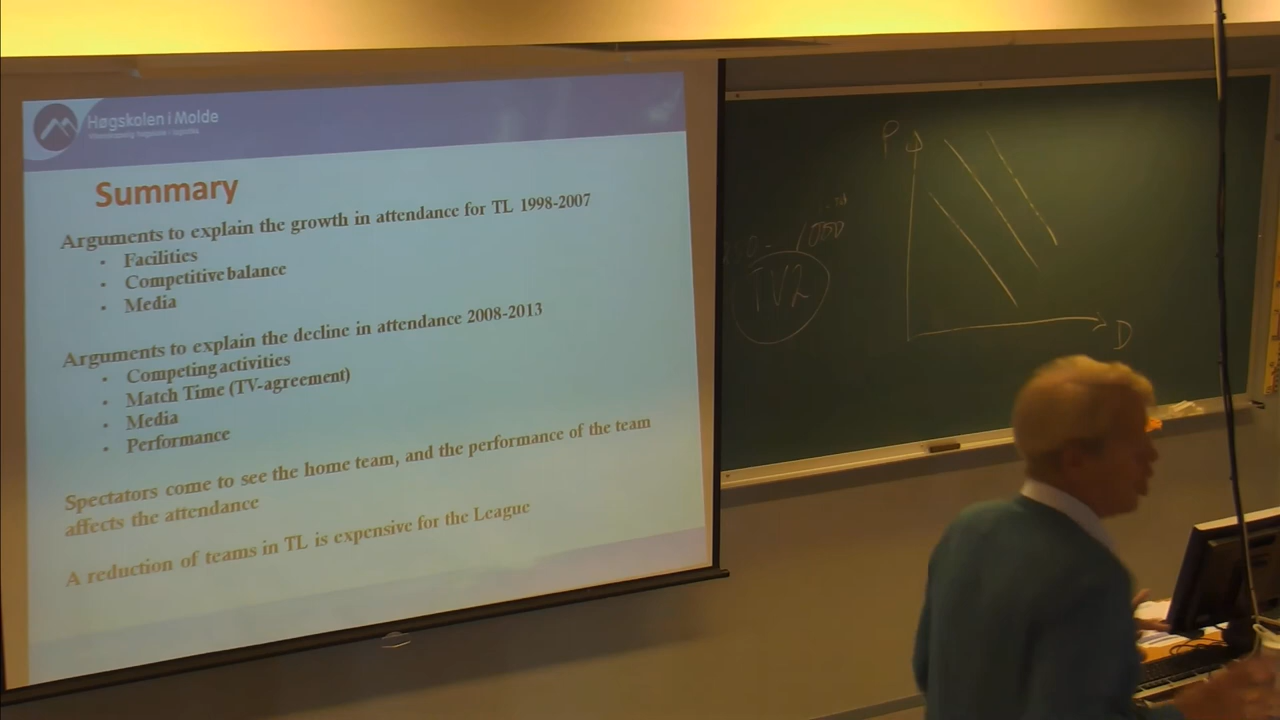 Høgskolen i Molde
Summary
Arguments to explain the growth in attendance for TL 1998-2007
• Facilities
• Competitive balance
• Media
Arguments to explain the decline in attendance 2008-2013
• Competing activities
• Match Time (TV-agreement)
• Media
• Performance
Spectators come to see the home team, and the performance of the team
affects the attendance
A reduction of teams in TL is expensive for the League
TV2
P
D